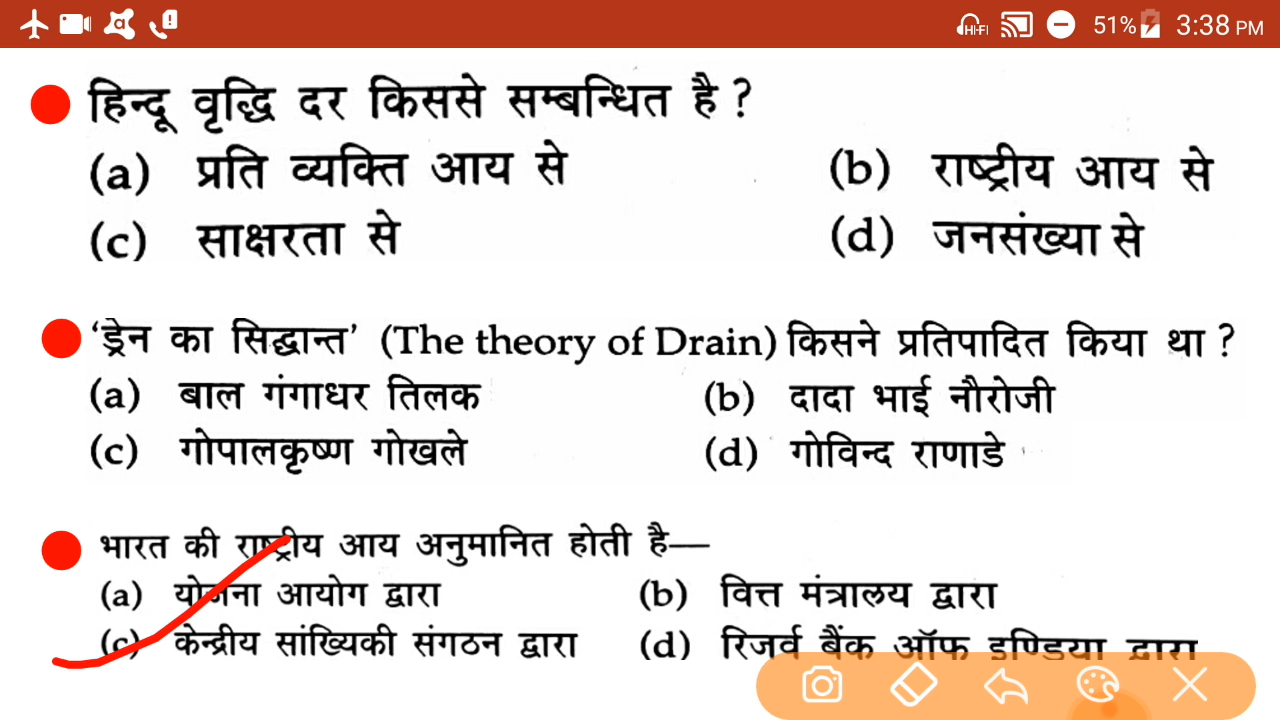 51% 3:38 PM
हिन्दू वृद्धि दर किससे सम्बन्धित है ?
(a) प्रति व्यक्ति आय से (b) राष्ट्रीय आय से
(c) साक्षरता से (d) जनसंख्या से
‘ड्रेन का सिद्धान्त’ (The theory of Drain) किसने प्रतिपादित किया था ?
(a) बाल गंगाधर तिलक (b) दादा भाई नौरोजी
(c) गोपालकृष्ण गोखले (d) गोविन्द राणाडे
भारत की राष्ट्रीय आय अनुमानित होती है—
(a) योजना आयोग द्वारा (b) वित्त मंत्रालय द्वारा
(c) केन्द्रीय सांख्यिकी संगठन द्वारा (d) रिजर्व बैंक ऑफ इण्डिया द्वारा